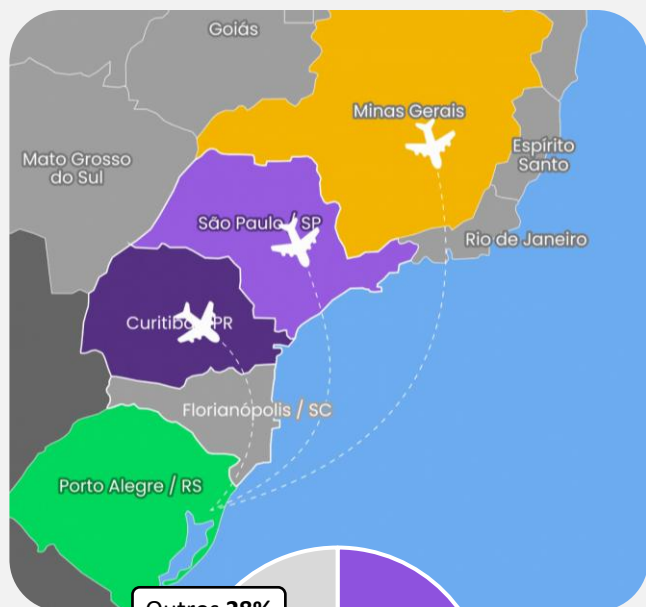 Goiás
Minas Gerais
Mato Grosso
do Sul
Espírito
Santo
São Paulo / SP
Rio de Janeiro
Curitiba / PR
Florianópolis / SC
Porto Alegre / RS
Outros 28%